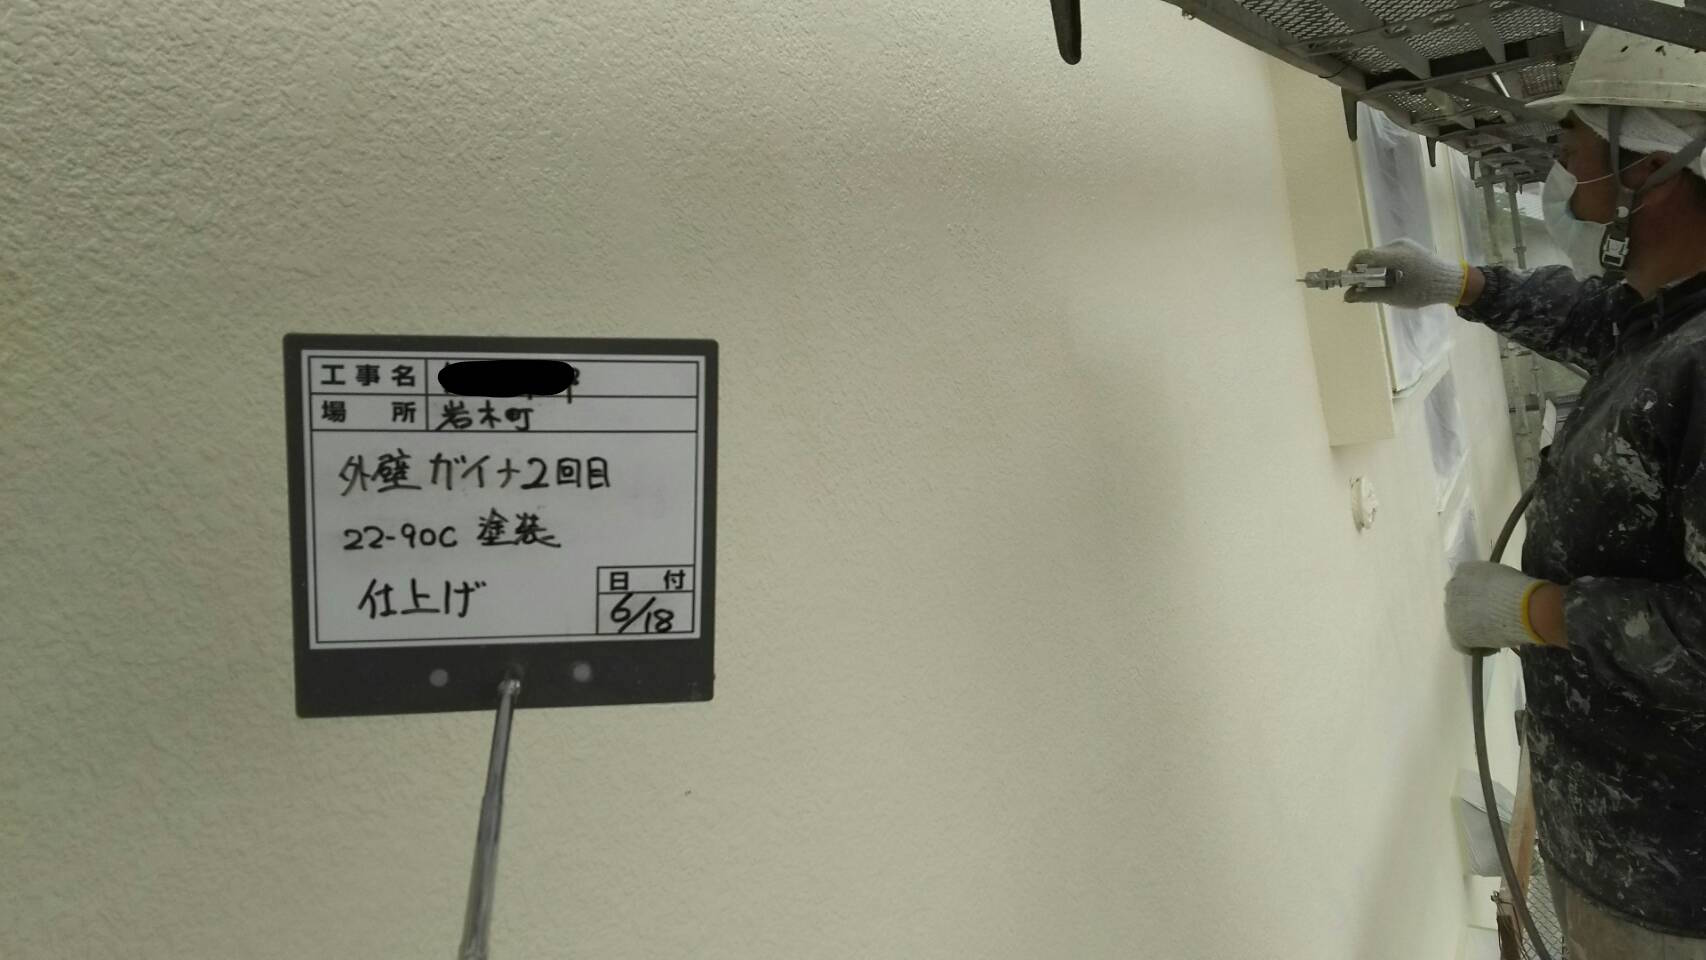 工事名
場所 岩木町
外壁 ガイナ2回目
22-90C 塗装
仕上げ
日付
6/18